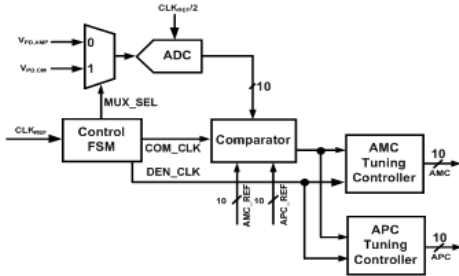 CLKREF/2
VPD,AMP
0
ADC
VPD,CM
1
10
MUX_SEL
CLKREF
Control
FSM
COM_CLK
Comparator
DEN_CLK
AMC
Tuning
Controller
10
AMC
10
AMC_REF
10
APC_REF
APC
Tuning
Controller
10
APC